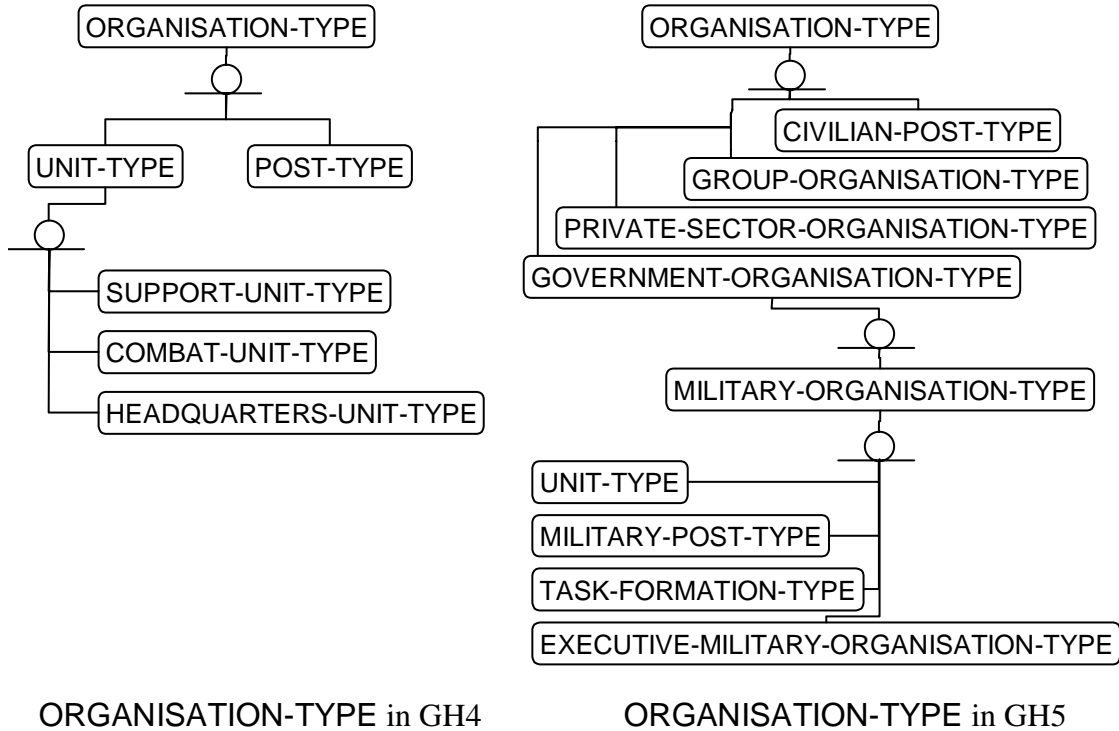 ORGANISATION-TYPE
UNIT-TYPE
POST-TYPE
SUPPORT-UNIT-TYPE
COMBAT-UNIT-TYPE
HEADQUARTERS-UNIT-TYPE
ORGANISATION-TYPE in GH4
ORGANISATION-TYPE
CIVILIAN-POST-TYPE
GROUP-ORGANISATION-TYPE
PRIVATE-SECTOR-ORGANISATION-TYPE
GOVERNMENT-ORGANISATION-TYPE
MILITARY-ORGANISATION-TYPE
UNIT-TYPE
MILITARY-POST-TYPE
TASK-FORMATION-TYPE
EXECUTIVE-MILITARY-ORGANISATION-TYPE
ORGANISATION-TYPE in GH5